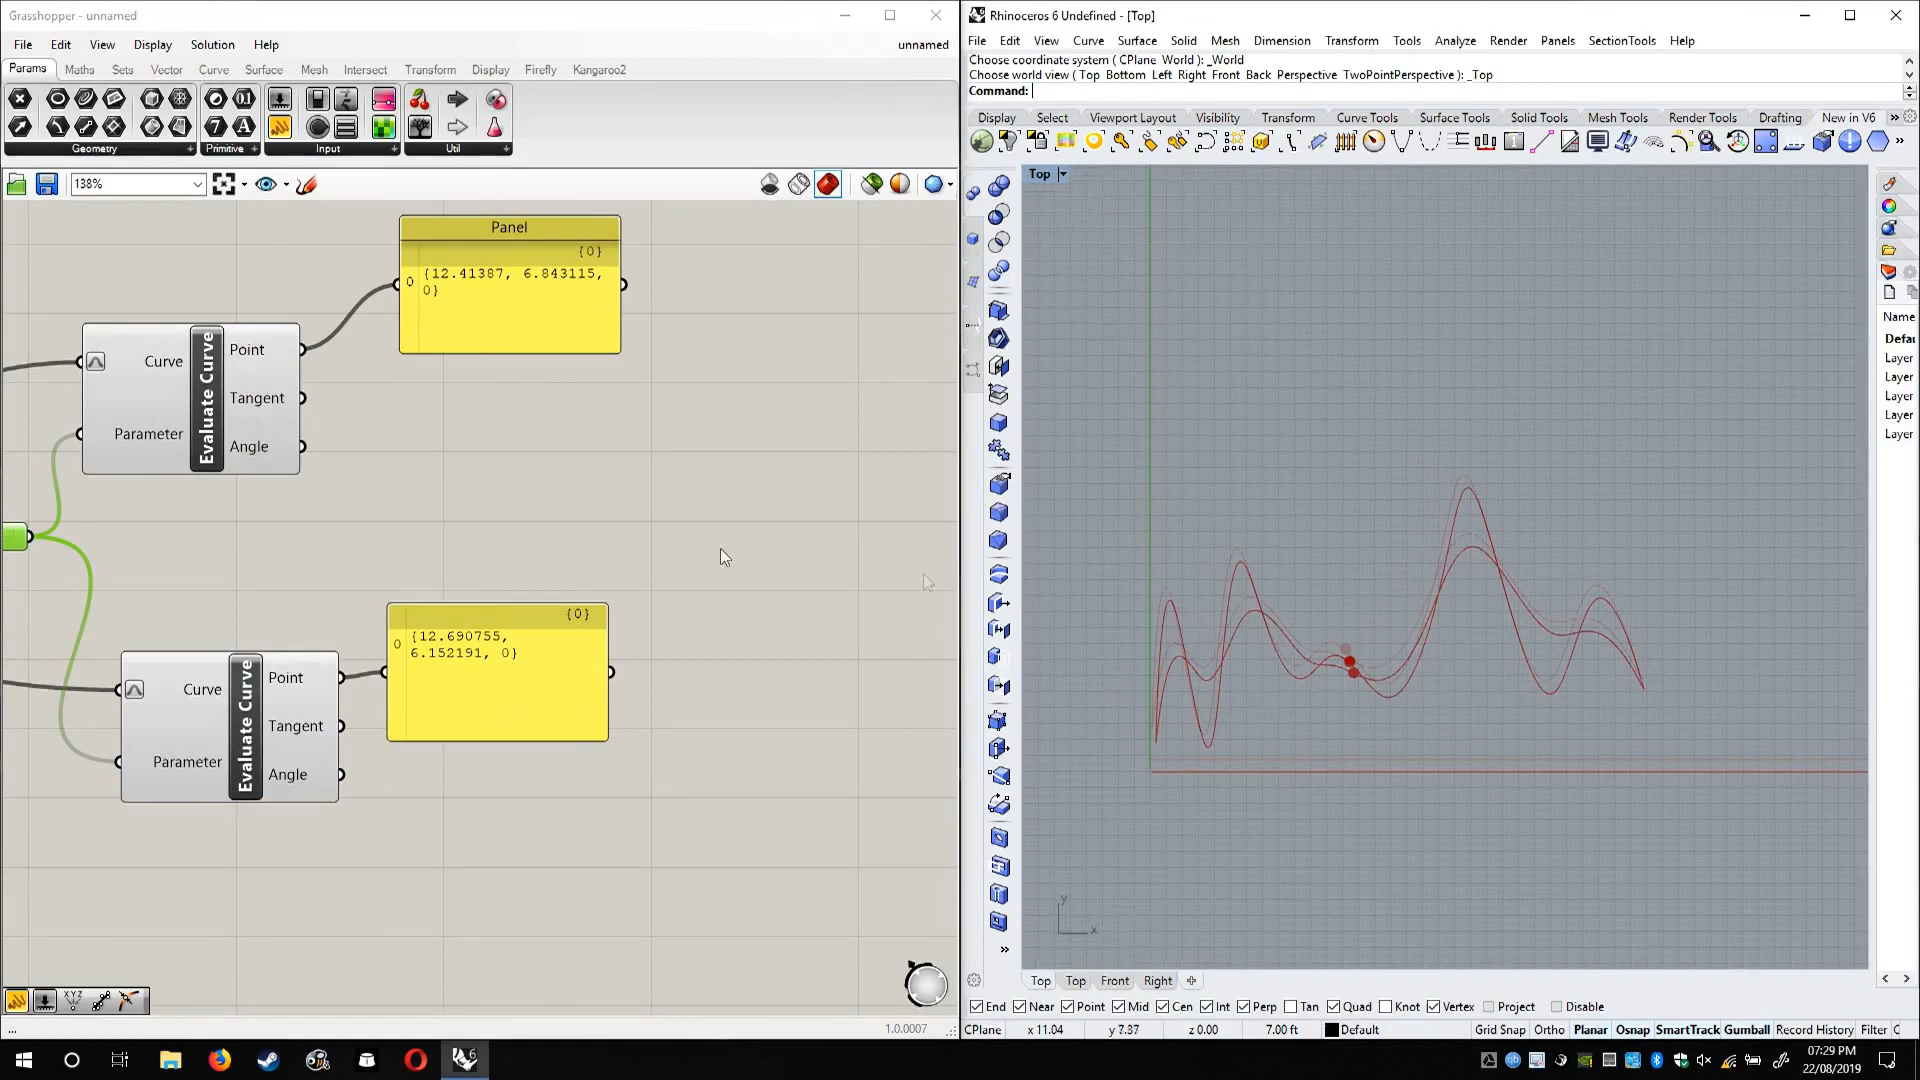 Grasshopper - unnamed
File Edit View Display Solution Help
unnamed
Params Maths Sets Vector Curve Surface Mesh Intersect Transform Display Firefly Kangaroo2
Geometry Primitive Input Util
138%
Panel
{0}
0 {12.41387, 6.843115,
0}
Curve
Parameter
Evaluate Curve
Point
Tangent
Angle
{0}
0 {12.690755,
6.152191, 0}
Curve
Parameter
Evaluate Curve
Point
Tangent
Angle
XYZ
...
1.0.0007
Rhinoceros 6 Undefined - [Top]
File Edit View Curve Surface Solid Mesh Dimension Transform Tools Analyze Render Panels SectionTools Help
Choose coordinate system ( CPlane World ): _World
Choose world view ( Top Bottom Left Right Front Back Perspective TwoPointPerspective ): _Top
Command:
Display Select Viewport Layout Visibility Transform Curve Tools Surface Tools Solid Tools Mesh Tools Render Tools Drafting New in V6 »
Top
Name
Defau
Layer
Layer
Layer
Layer
Layer
y
x
Top Top Front Right
End Near Point Mid Cen Int Perp Tan Quad Knot Vertex Project Disable
CPlane x 11.04 y 7.37 z 0.00 7.00 ft Default Grid Snap Ortho Planar Osnap SmartTrack Gumball Record History Filter C
07:29 PM
22/08/2019